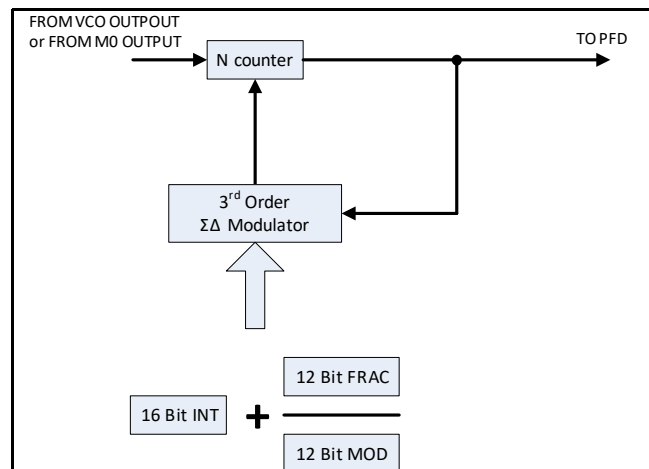 FROM VCO OUTPOUT
or FROM M0 OUTPUT
TO PFD
N counter
3rd Order
ΣΔ Modulator
12 Bit FRAC
16 Bit INT
+
12 Bit MOD